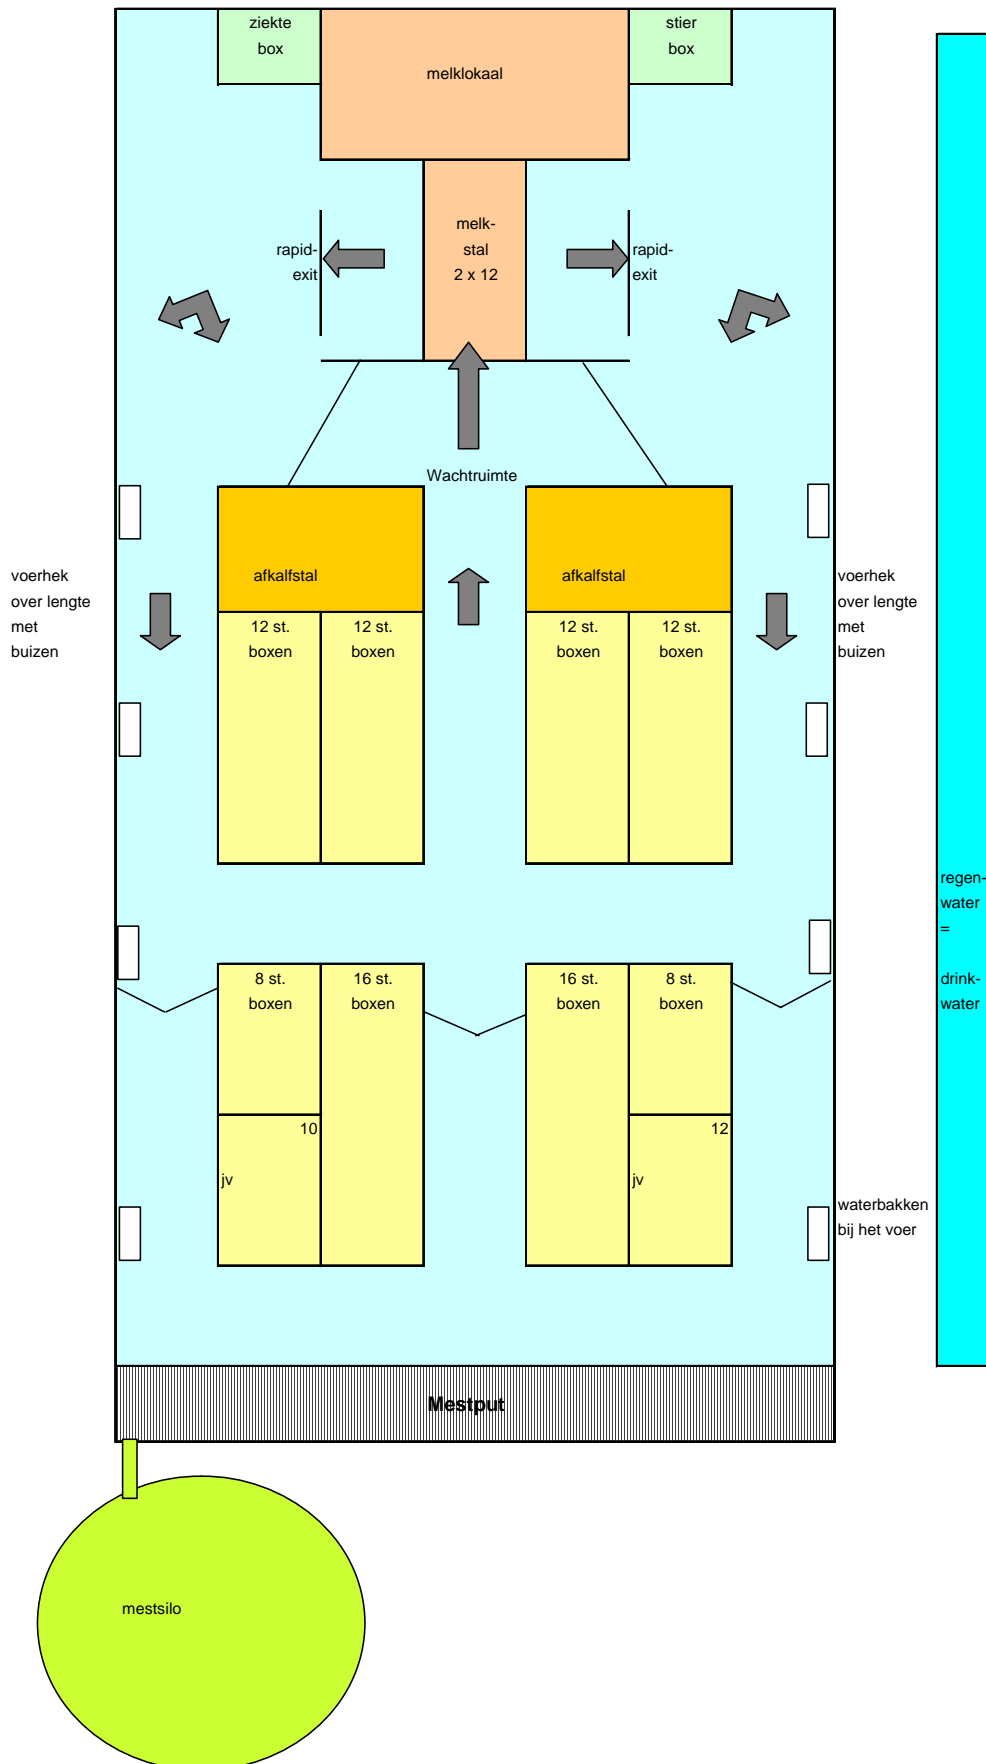 ziekte
box
melklokaal
stier
box
rapid-
exit
melk-
stal
2 x 12
rapid-
exit
Wachtruimte
voerhek
over lengte
met
buizen
afkalfstal
afkalfstal
voerhek
over lengte
met
buizen
12 st.
boxen
12 st.
boxen
12 st.
boxen
12 st.
boxen
regen-
water
=
drink-
water
8 st.
boxen
16 st.
boxen
16 st.
boxen
8 st.
boxen
10
jv
12
jv
waterbakken
bij het voer
Mestput
mestsilo